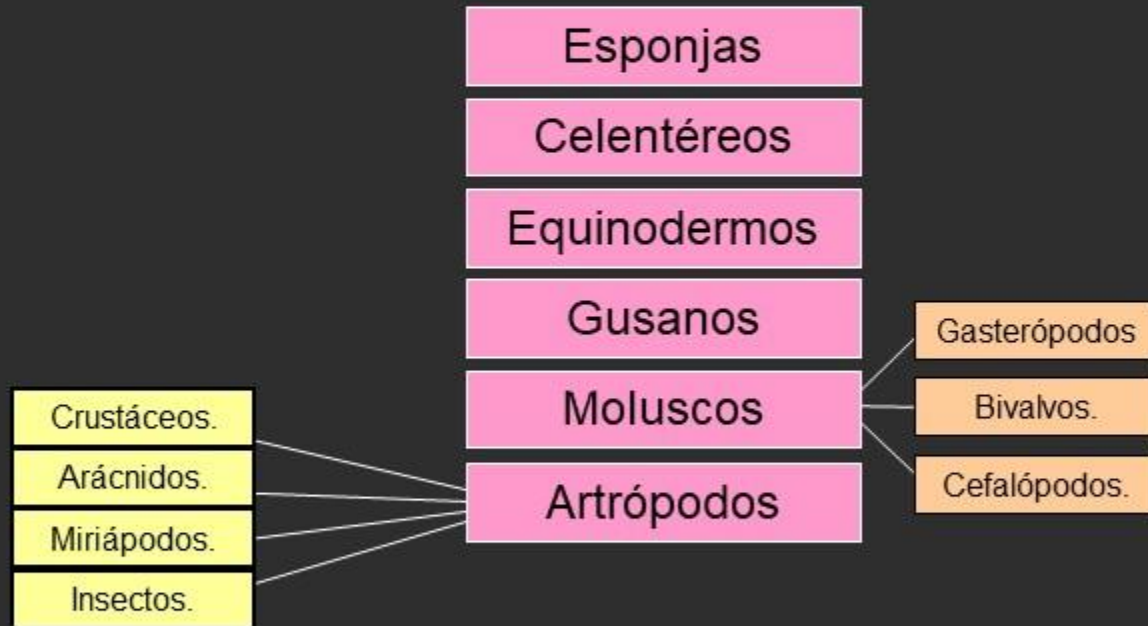 Esponjas
Celentéreos
Equinodermos
Gusanos
Moluscos
Artrópodos
Gasterópodos
Bivalvos.
Cefalópodos.
Crustáceos.
Arácnidos.
Miriápodos.
Insectos.